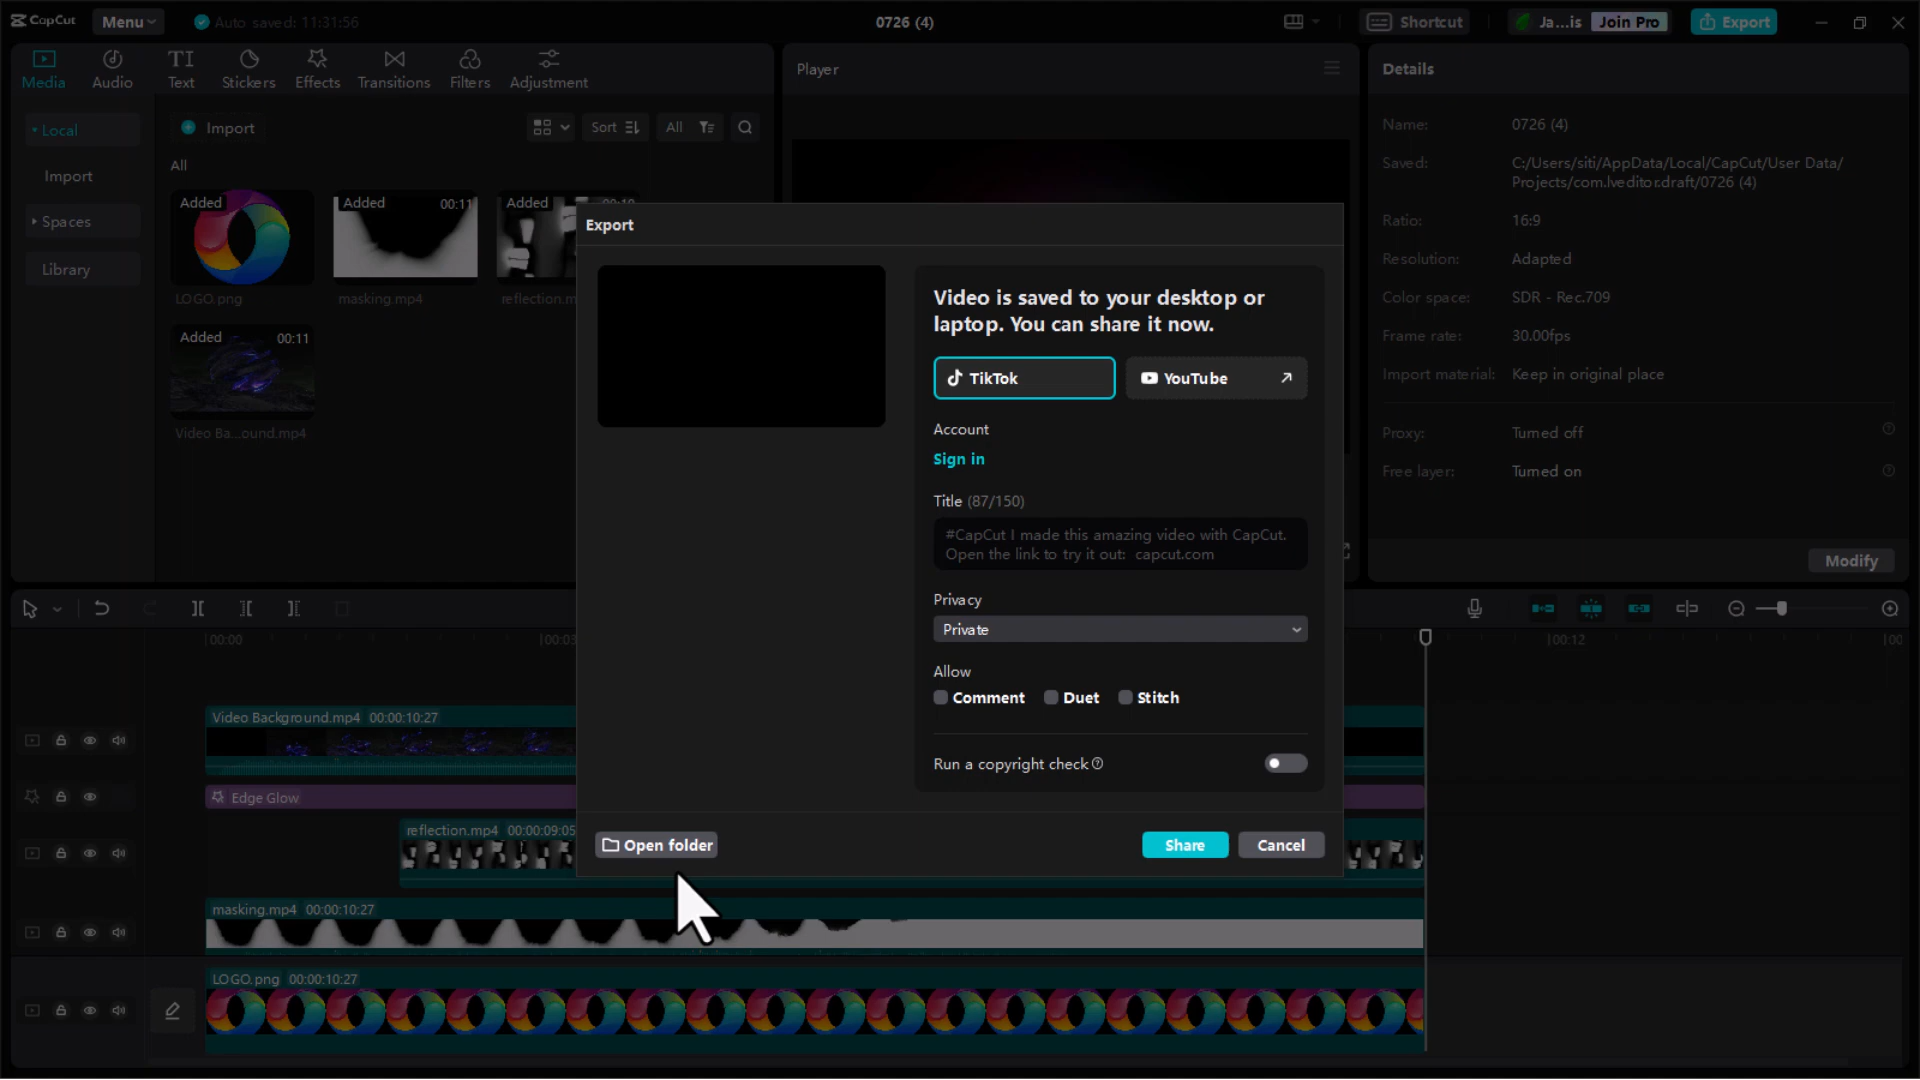 CapCut
Menu
Auto saved: 11:31:56
0726 (4)
Shortcut
Ja...is
Join Pro
Export
Media
Audio
Text
Stickers
Effects
Transitions
Filters
Adjustment
Player
Details
Local
Import
Spaces
Library
Import
Sort
All
All
Added
LOGO.png
Added
00:11
masking.mp4
Added
Added
00:11
Video Ba...ound.mp4
Name:
0726 (4)
Saved:
C:/Users/siti/AppData/Local/CapCut/User Data/
Projects/com.lveditor.draft/0726 (4)
Ratio:
16:9
Resolution:
Adapted
Color space:
SDR - Rec.709
Frame rate:
30.00fps
Import material:
Keep in original place
Proxy:
Turned off
Free layer:
Turned on
Modify
Export
Video is saved to your desktop or
laptop. You can share it now.
TikTok
YouTube
Account
Sign in
Title (87/150)
#CapCut I made this amazing video with CapCut.
Open the link to try it out: capcut.com
Privacy
Private
Allow
Comment
Duet
Stitch
Run a copyright check
Open folder
Share
Cancel
00:00
00:03
00:12
Video Background.mp4 00:00:10:27
Edge Glow
reflection.mp4 00:00:09:05
masking.mp4 00:00:10:27
LOGO.png 00:00:10:27